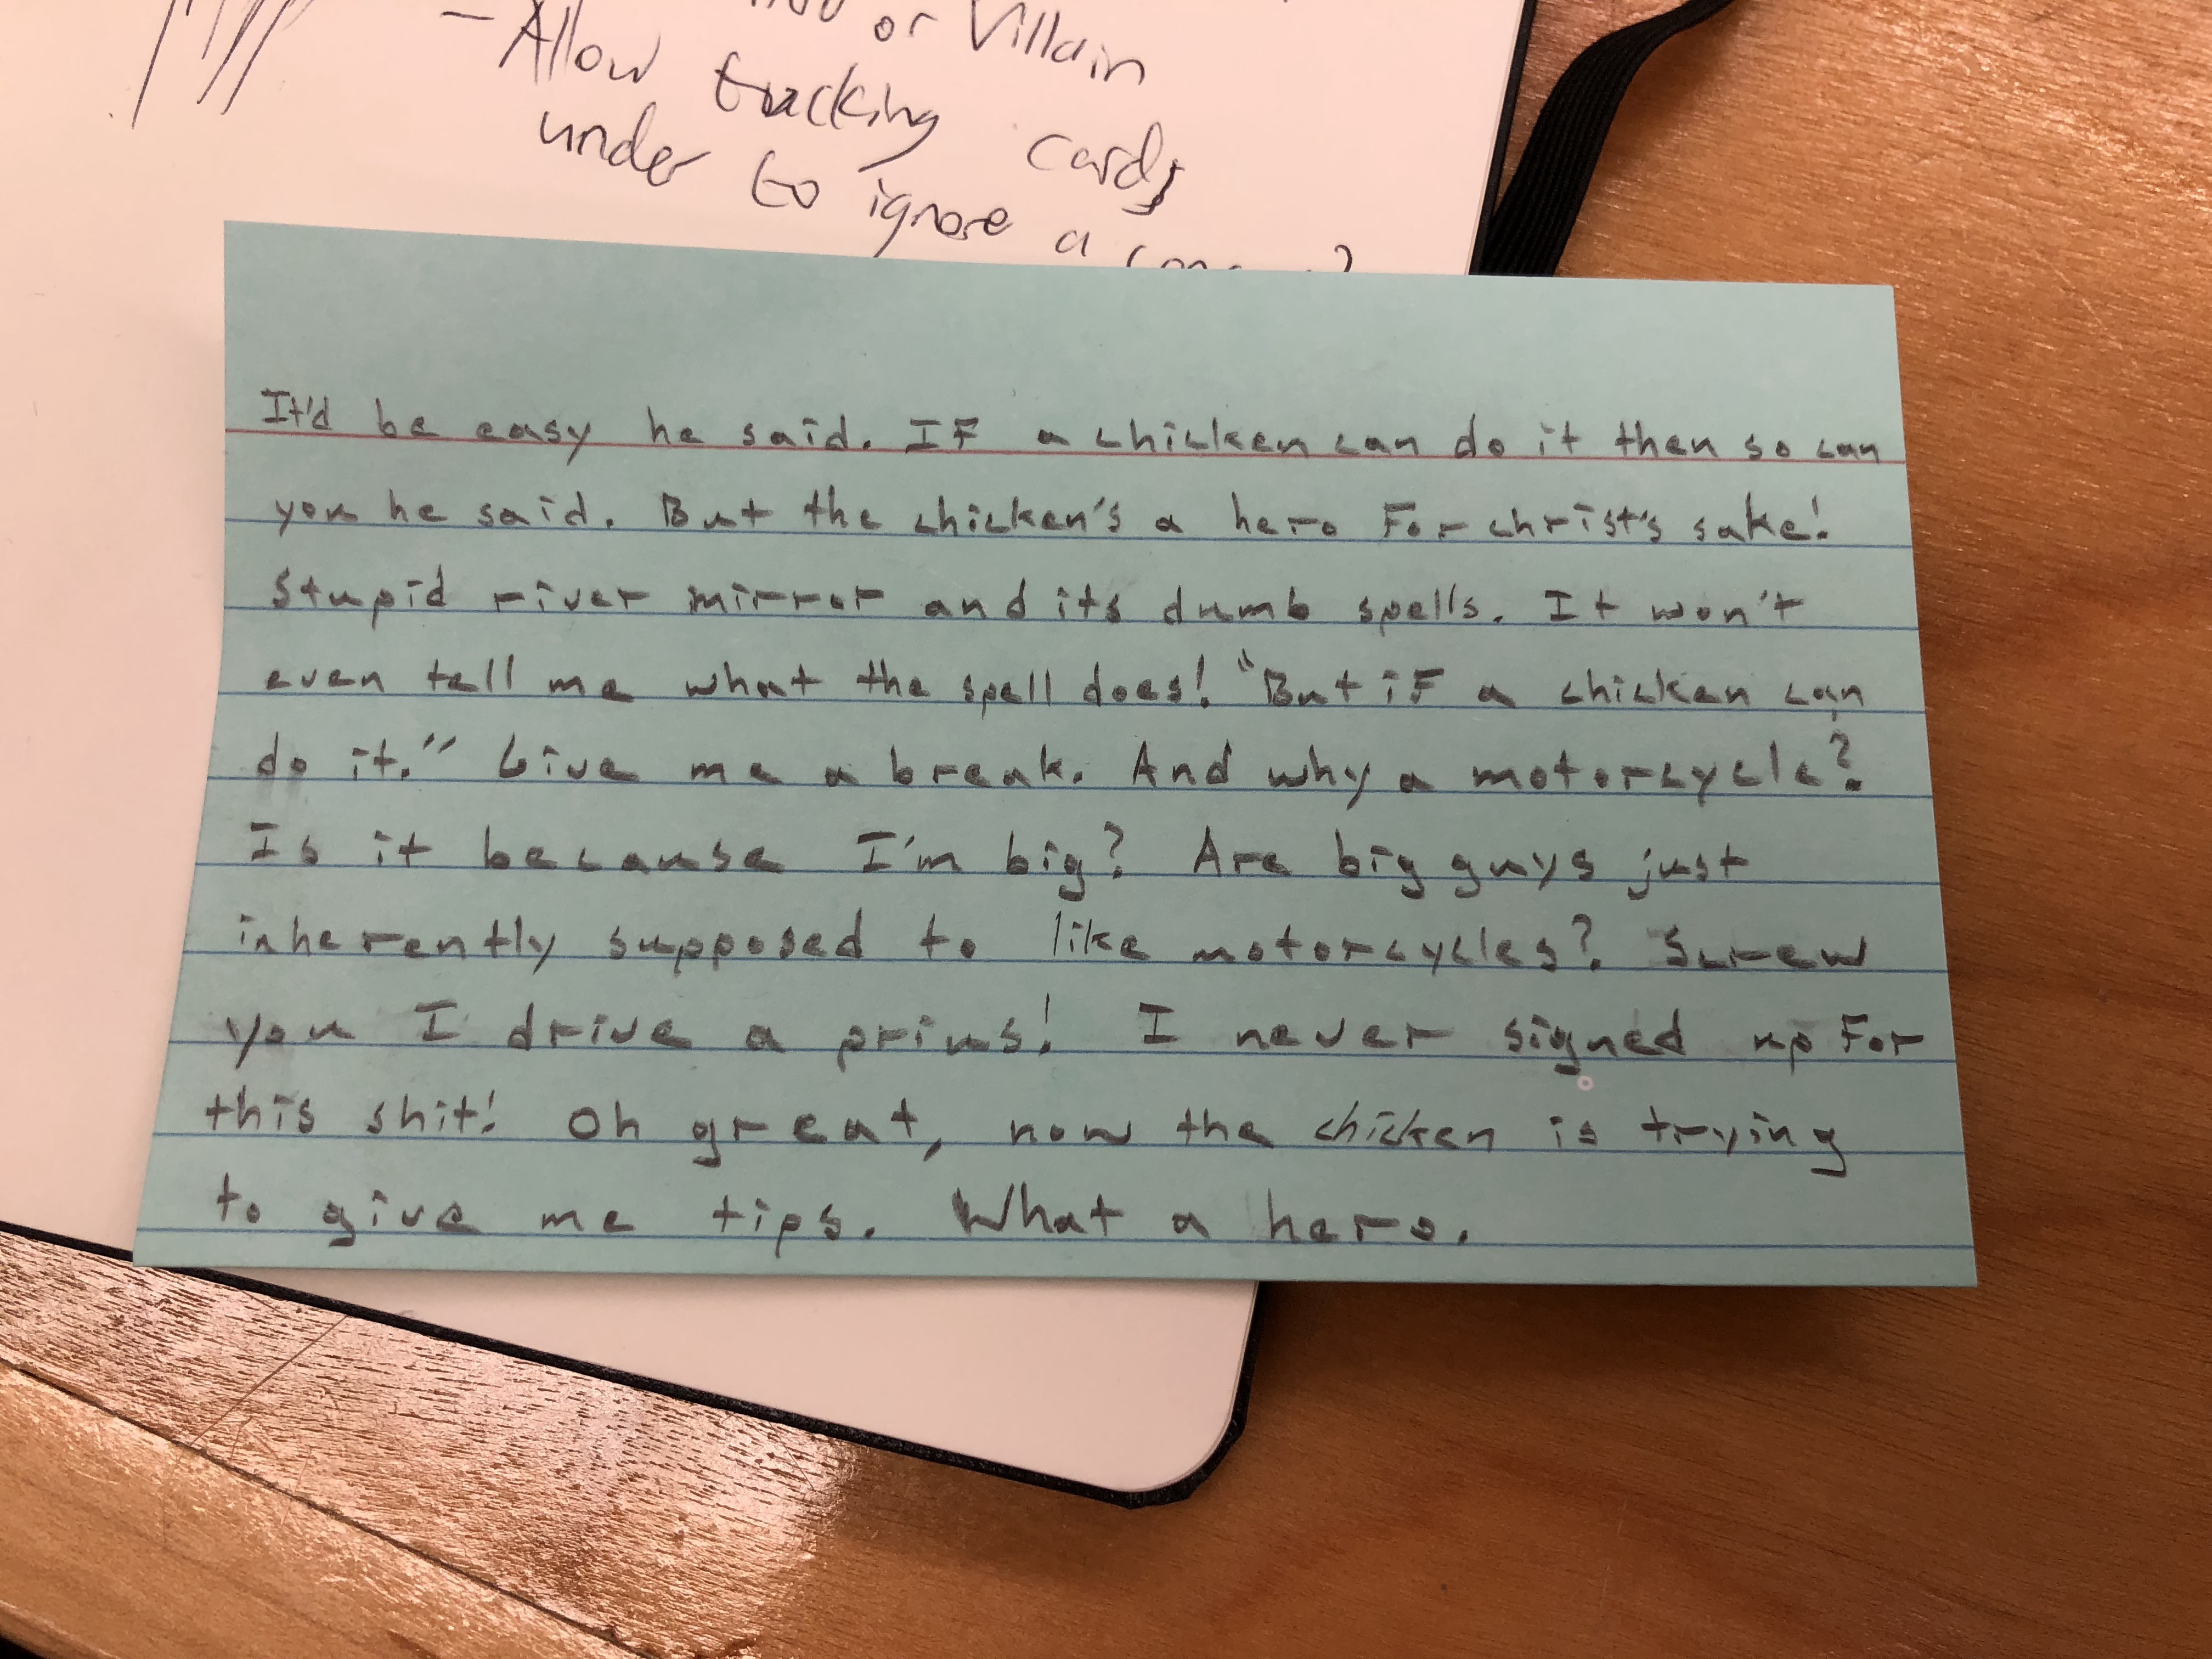 or Villain
- Allow tracking cards
under to ignore a
It'd be easy he said. IF a chicken can do it then so can
you he said. But the chicken's a hero For christ's sake!
Stupid river mirror and its dumb spells. It won't
even tell me what the spell does! "But iF a chicken can
do it." Give me a break. And why a motorcycle?
Is it because I'm big? Are big guys just
inherently supposed to like motorcycles? Screw
you I drive a prius! I never signed up For
this shit! Oh great, now the chicken is trying
to give me tips. What a hero.